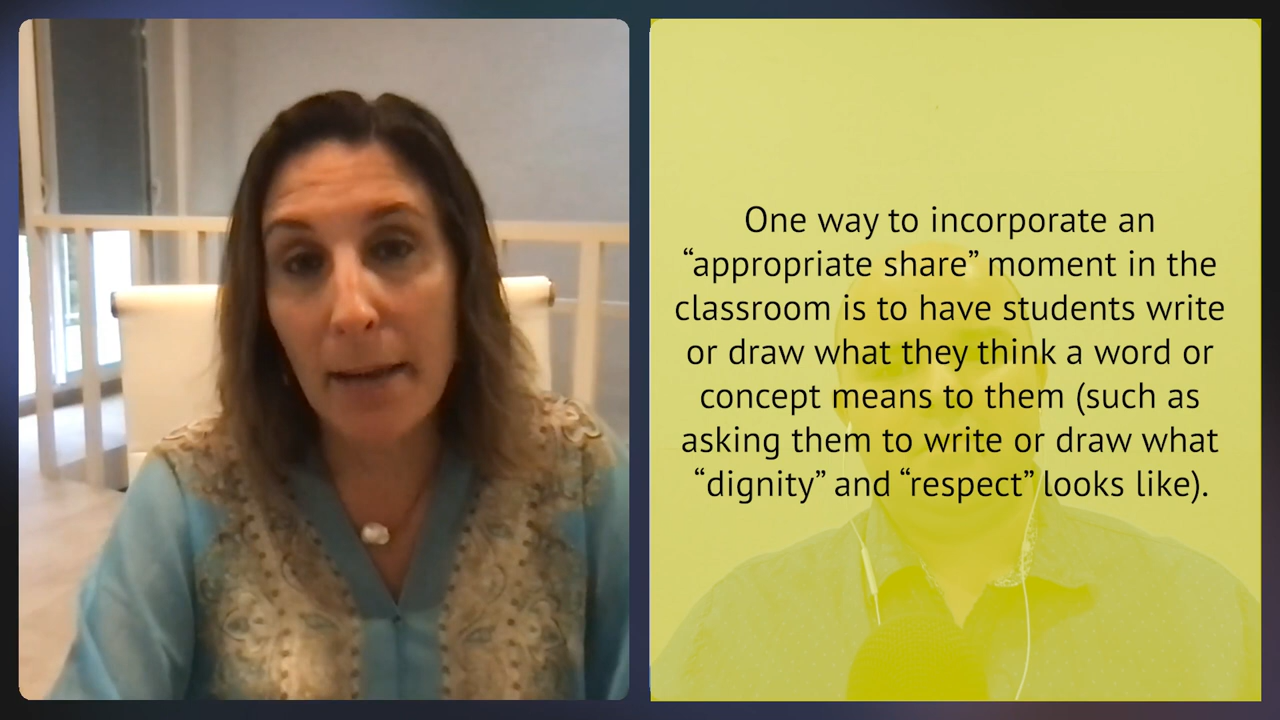 One way to incorporate an
“appropriate share” moment in the
classroom is to have students write
or draw what they think a word or
concept means to them (such as
asking them to write or draw what
“dignity” and “respect” looks like).